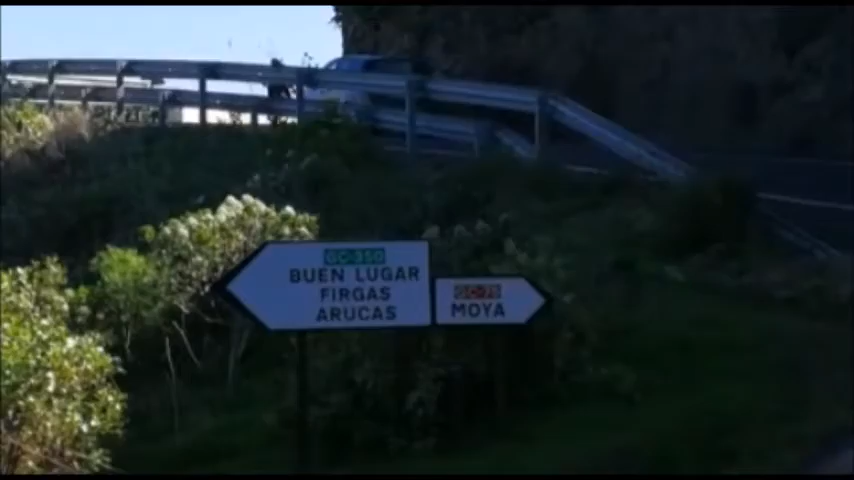 GC-350
BUEN LUGAR
FIRGAS
ARUCAS
GC-75
MOYA